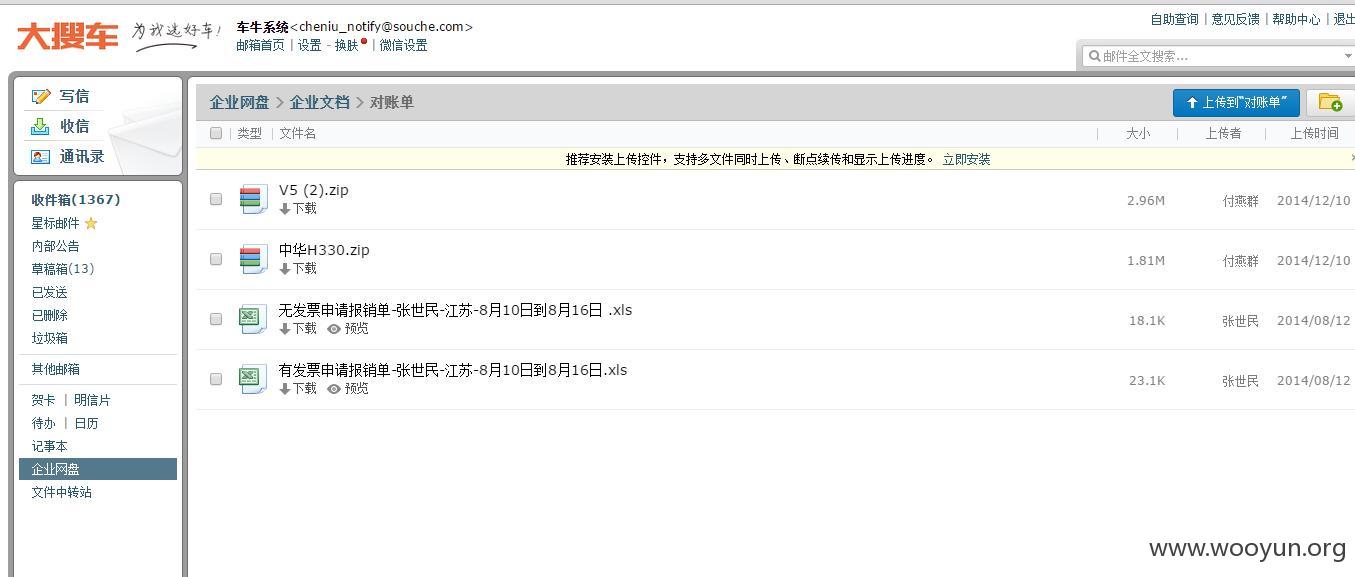 大搜车 为我选好车!
车牛系统<cheniu_notify@souche.com>
邮箱首页 | 设置 - 换肤 | 微信设置
自助查询 | 意见反馈 | 帮助中心 | 退出
邮件全文搜索...
写信
收信
通讯录
收件箱(1367)
星标邮件
内部公告
草稿箱(13)
已发送
已删除
垃圾箱
其他邮箱
贺卡 | 明信片
待办 | 日历
记事本
企业网盘
文件中转站
企业网盘 > 企业文档 > 对账单
上传到“对账单”
类型 | 文件名 | 大小 | 上传者 | 上传时间
推荐安装上传控件，支持多文件同时上传、断点续传和显示上传进度。 立即安装
V5 (2).zip 2.96M 付燕群 2014/12/10
下载
中华H330.zip 1.81M 付燕群 2014/12/10
下载
无发票申请报销单-张世民-江苏-8月10日到8月16日 .xls 18.1K 张世民 2014/08/12
下载 预览
有发票申请报销单-张世民-江苏-8月10日到8月16日.xls 23.1K 张世民 2014/08/12
下载 预览
www.wooyun.org